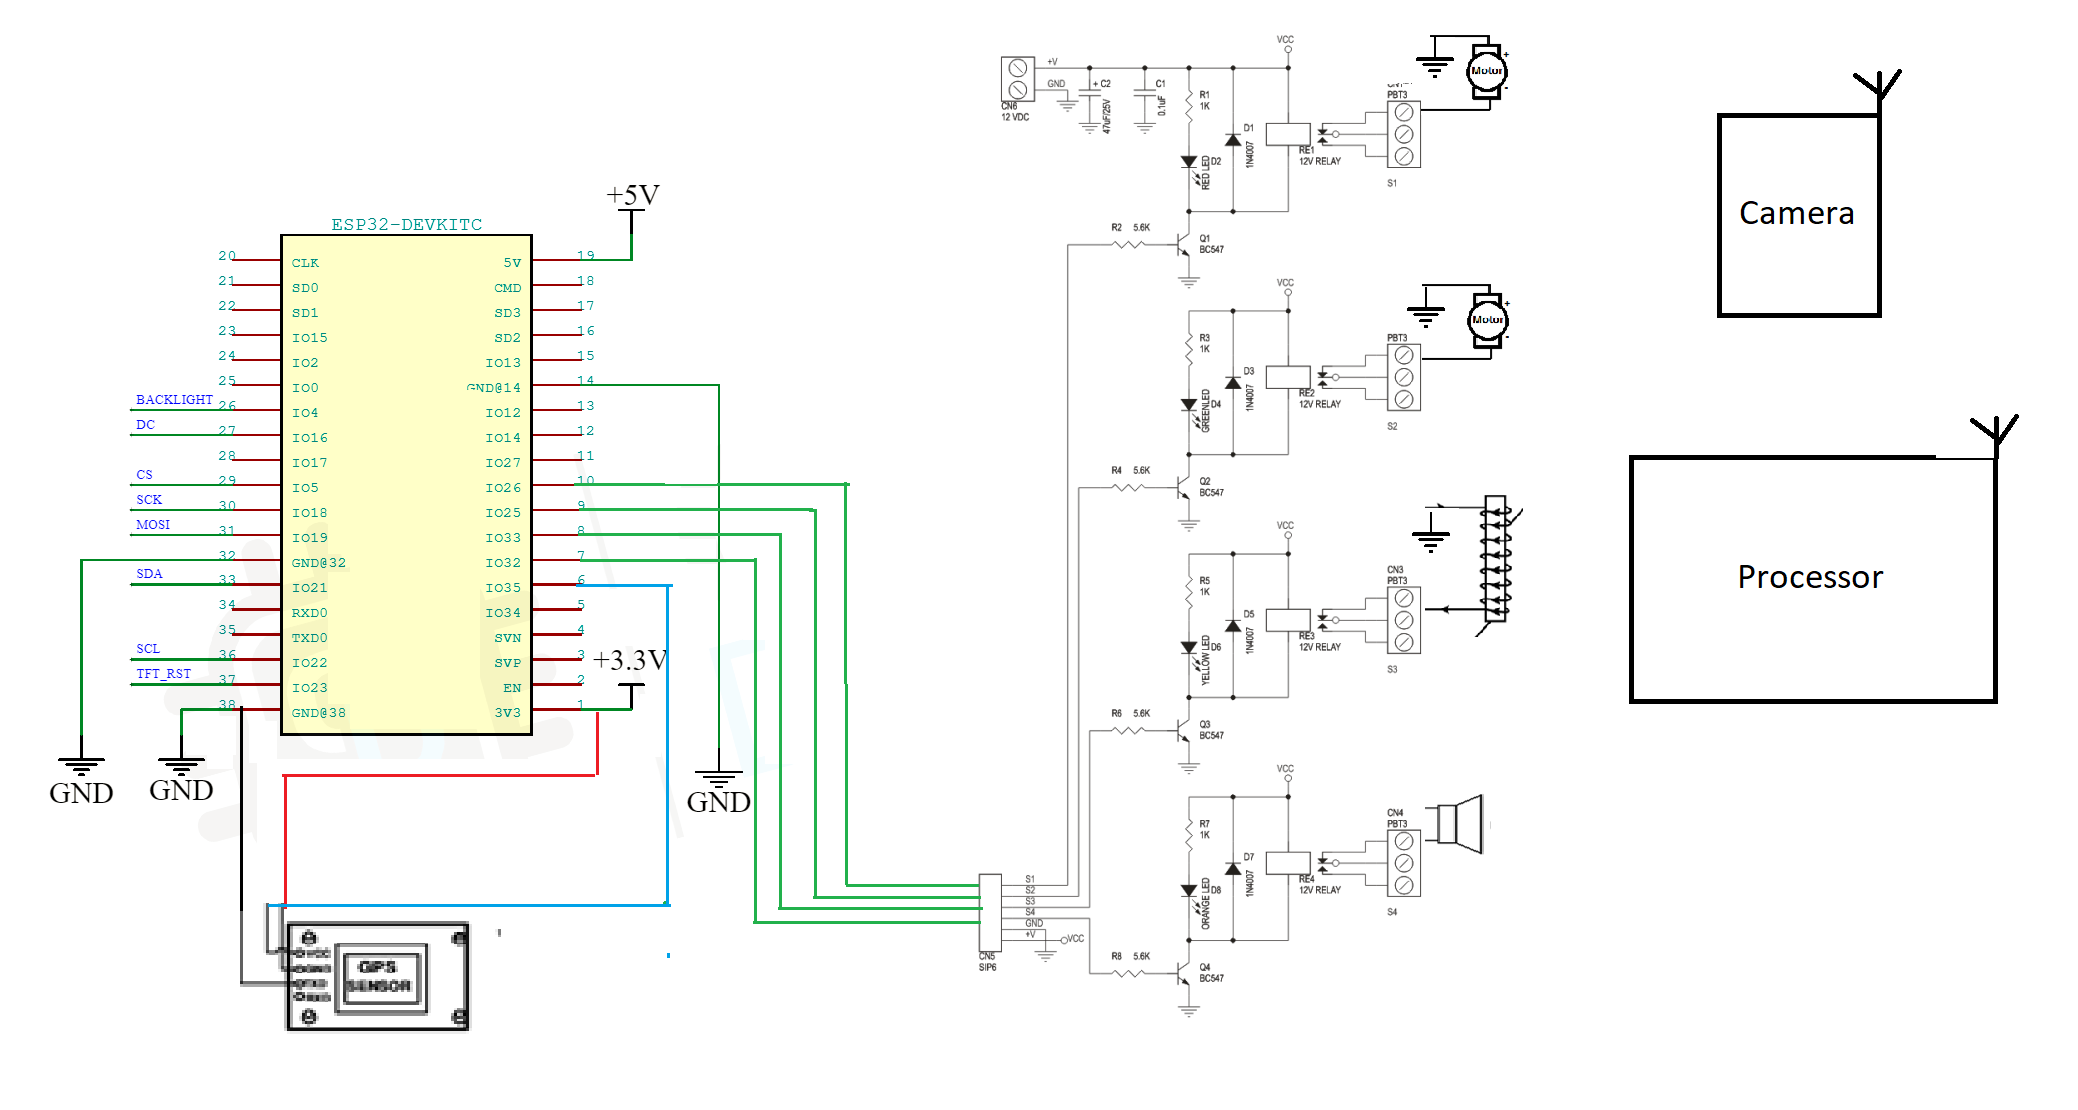 +5V
ESP32-DEVKITC
20 CLK 5V 19
21 SD0 CMD 18
22 SD1 SD3 17
23 IO15 SD2 16
24 IO2 IO13 15
25 IO0 GND@14 14
BACKLIGHT 26 IO4 IO12 13
DC 27 IO16 IO14 12
28 IO17 IO27 11
CS 29 IO5 IO26 10
SCK 30 IO18 IO25 9
MOSI 31 IO19 IO33 8
32 GND@32 IO32 7
SDA 33 IO21 IO35 6
34 RXD0 IO34 5
35 TXD0 SVN 4
SCL 36 IO22 SVP 3
+3.3V
TFT_RST 37 IO23 EN 2
38 GND@38 3V3 1
GND
GND
GND
GPS
SENSOR
VCC
+V
GND
CN6
12 VDC
+ C2
47uF/25V
C1
0.1uF
R1
1K
D1
1N4007
D2
RED LED
RE1
12V RELAY
PBT3
S1
Motor
+
-
R2 5.6K
Q1
BC547
VCC
R3
1K
D3
1N4007
D4
GREENLED
RE2
12V RELAY
PBT3
S2
Motor
+
-
R4 5.6K
Q2
BC547
VCC
R5
1K
D5
1N4007
D6
YELLOW LED
RE3
12V RELAY
CN3
PBT3
S3
R6 5.6K
Q3
BC547
VCC
R7
1K
D7
1N4007
D8
ORANGE LED
RE4
12V RELAY
CN4
PBT3
S4
R8 5.6K
Q4
BC547
S1
S2
S3
S4
GND
+V
VCC
CN5
SIP6
Camera
Processor